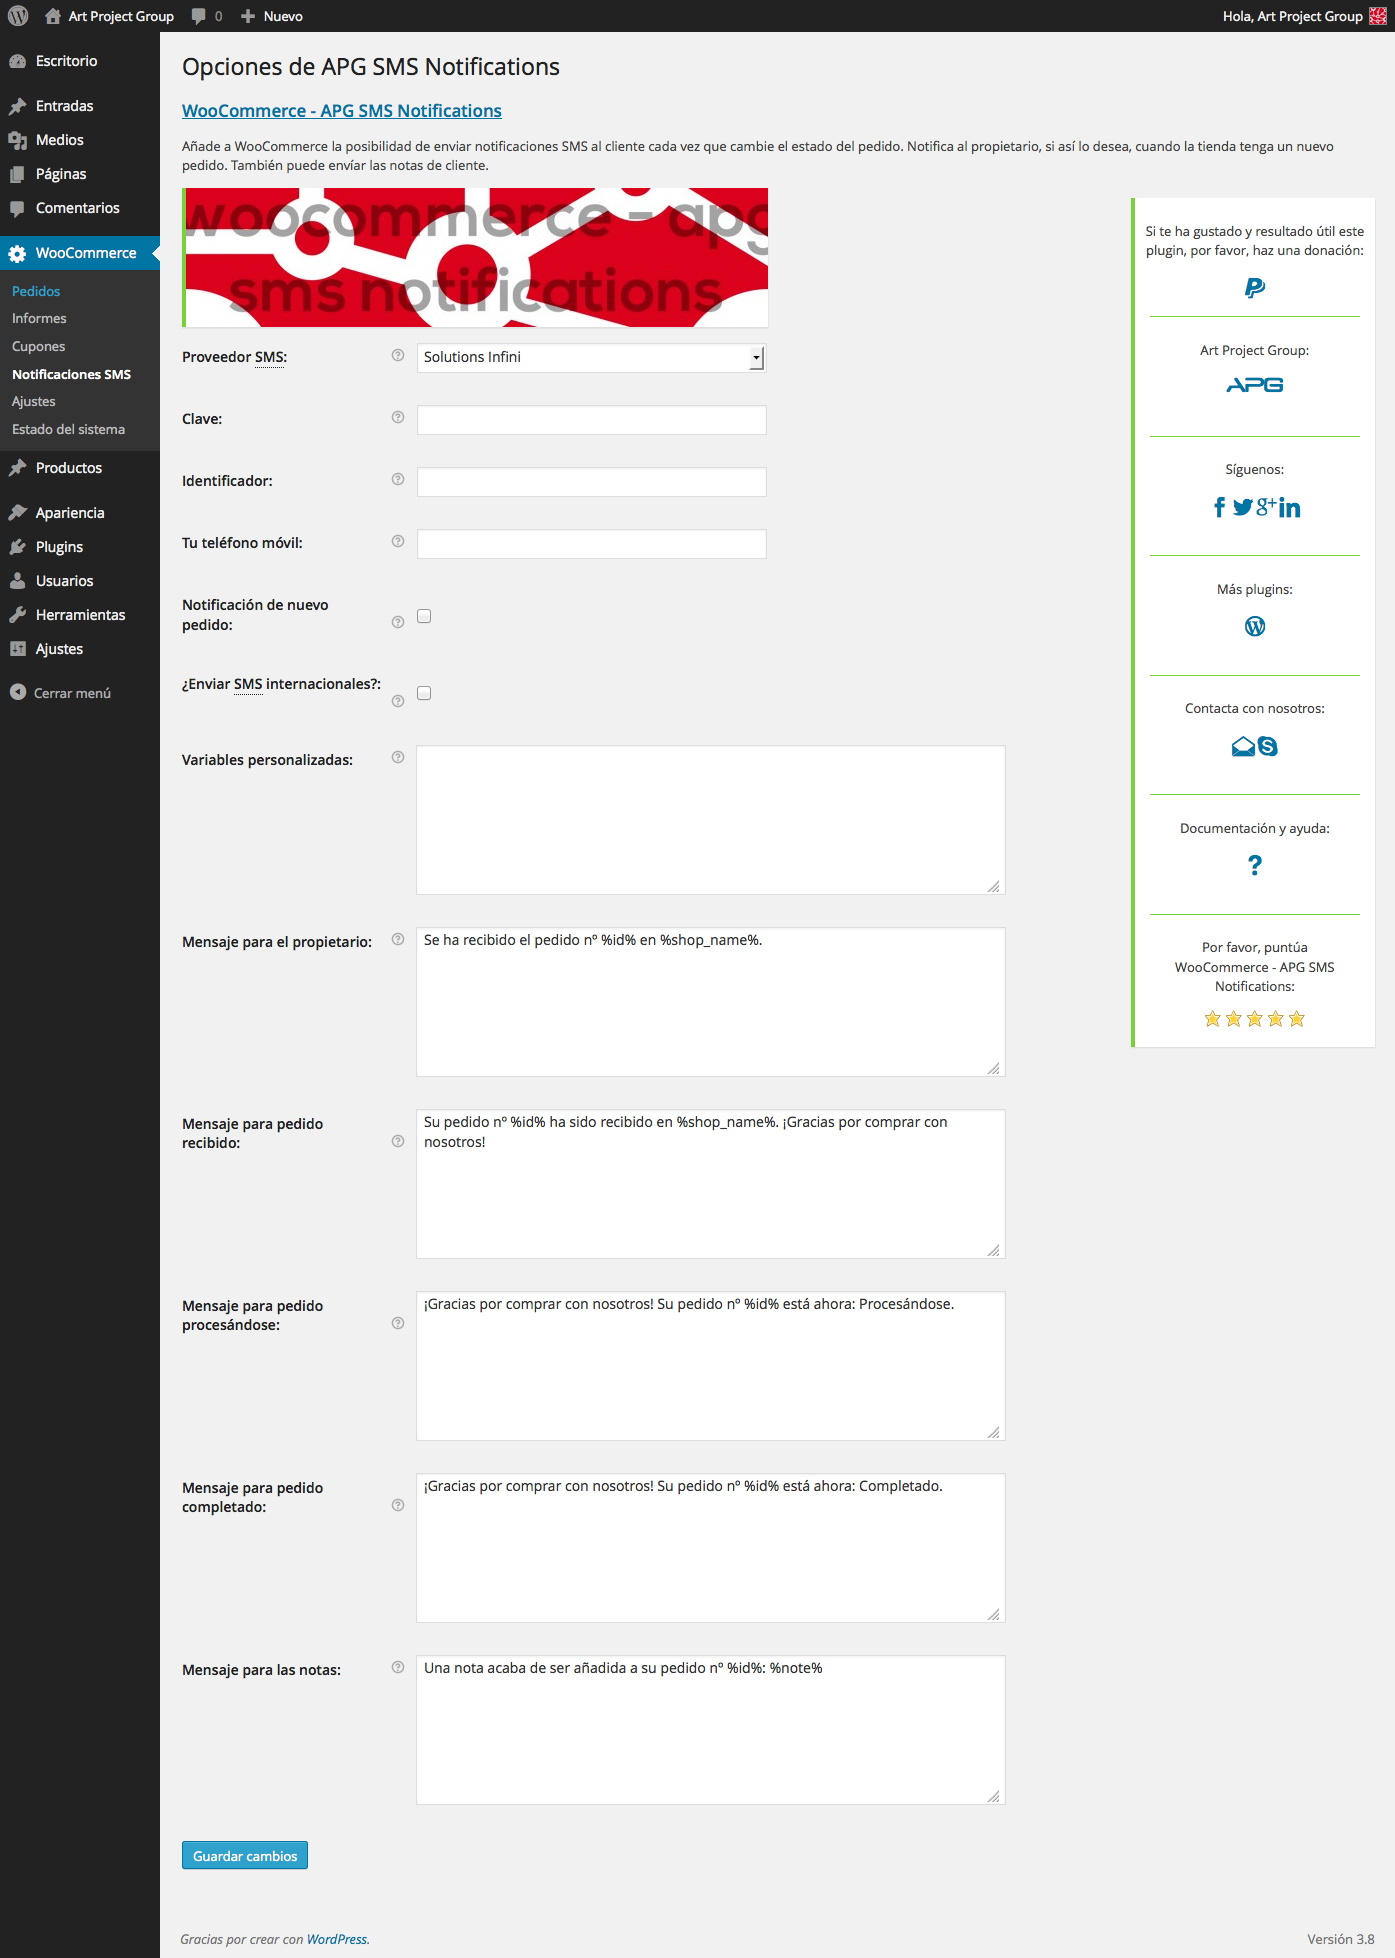 Art Project Group
0
Nuevo
Hola, Art Project Group
Escritorio
Entradas
Medios
Páginas
Comentarios
WooCommerce
Pedidos
Informes
Cupones
Notificaciones SMS
Ajustes
Estado del sistema
Productos
Apariencia
Plugins
Usuarios
Herramientas
Ajustes
Cerrar menú
Opciones de APG SMS Notifications
WooCommerce - APG SMS Notifications
Añade a WooCommerce la posibilidad de enviar notificaciones SMS al cliente cada vez que cambie el estado del pedido. Notifica al propietario, si así lo desea, cuando la tienda tenga un nuevo
pedido. También puede envíar las notas de cliente.
woocommerce - apg
sms notifications
Proveedor SMS:
Solutions Infini
Clave:
Identificador:
Tu teléfono móvil:
Notificación de nuevo
pedido:
¿Enviar SMS internacionales?:
Variables personalizadas:
Mensaje para el propietario:
Se ha recibido el pedido nº %id% en %shop_name%.
Mensaje para pedido
recibido:
Su pedido nº %id% ha sido recibido en %shop_name%. ¡Gracias por comprar con
nosotros!
Mensaje para pedido
procesándose:
¡Gracias por comprar con nosotros! Su pedido nº %id% está ahora: Procesándose.
Mensaje para pedido
completado:
¡Gracias por comprar con nosotros! Su pedido nº %id% está ahora: Completado.
Mensaje para las notas:
Una nota acaba de ser añadida a su pedido nº %id%: %note%
Guardar cambios
Si te ha gustado y resultado útil este
plugin, por favor, haz una donación:
Art Project Group:
APG
Síguenos:
Más plugins:
Contacta con nosotros:
Documentación y ayuda:
?
Por favor, puntúa
WooCommerce - APG SMS
Notifications:
Gracias por crear con WordPress.
Versión 3.8